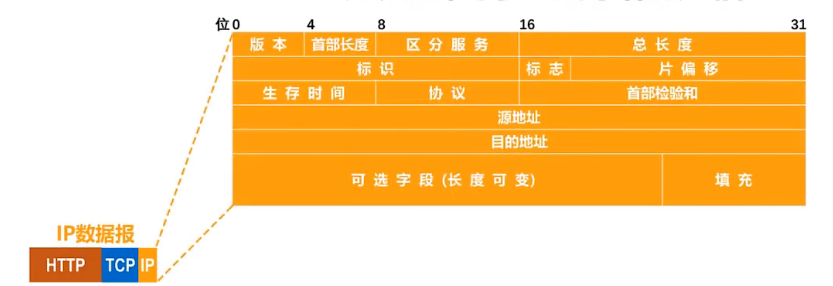 位 0 4 8 16 31
版 本 首部长度 区 分 服 务 总 长 度
标 识 标 志 片 偏 移
生 存 时 间 协 议 首部检验和
源地址
目的地址
可 选 字 段 (长 度 可 变) 填 充
IP数据报
HTTP TCP IP